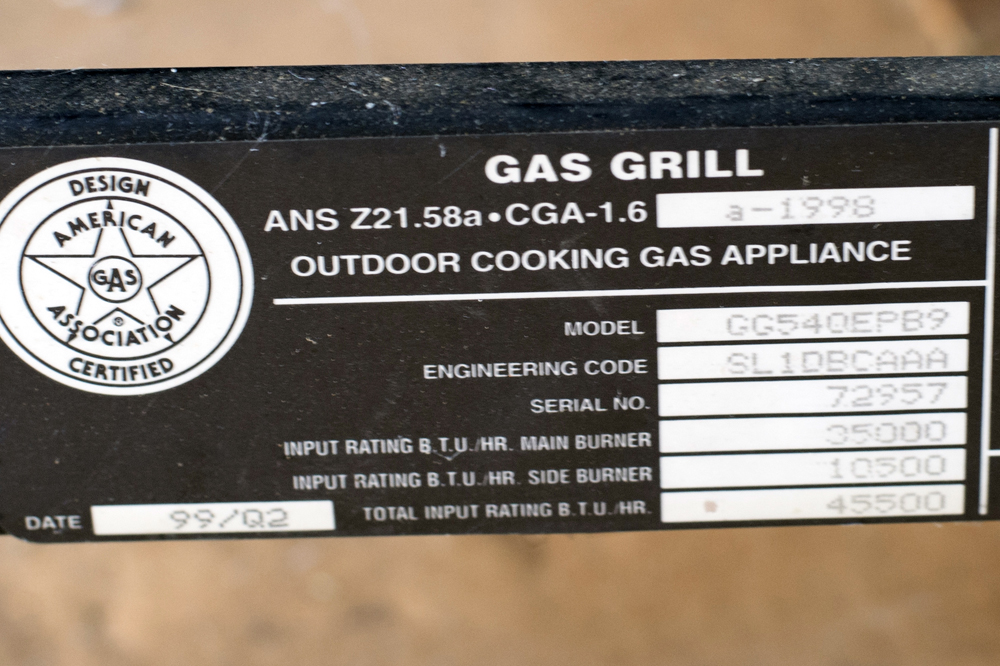 DESIGN
AMERICAN
GAS
ASSOCIATION
®
CERTIFIED
GAS GRILL
ANS Z21.58a•CGA-1.6 a-1998
OUTDOOR COOKING GAS APPLIANCE
MODEL GG540EPB9
ENGINEERING CODE SL1DBCAAA
SERIAL NO. 72957
INPUT RATING B.T.U./HR. MAIN BURNER 35000
INPUT RATING B.T.U./HR. SIDE BURNER 10500
TOTAL INPUT RATING B.T.U./HR. 45500
DATE 99/Q2